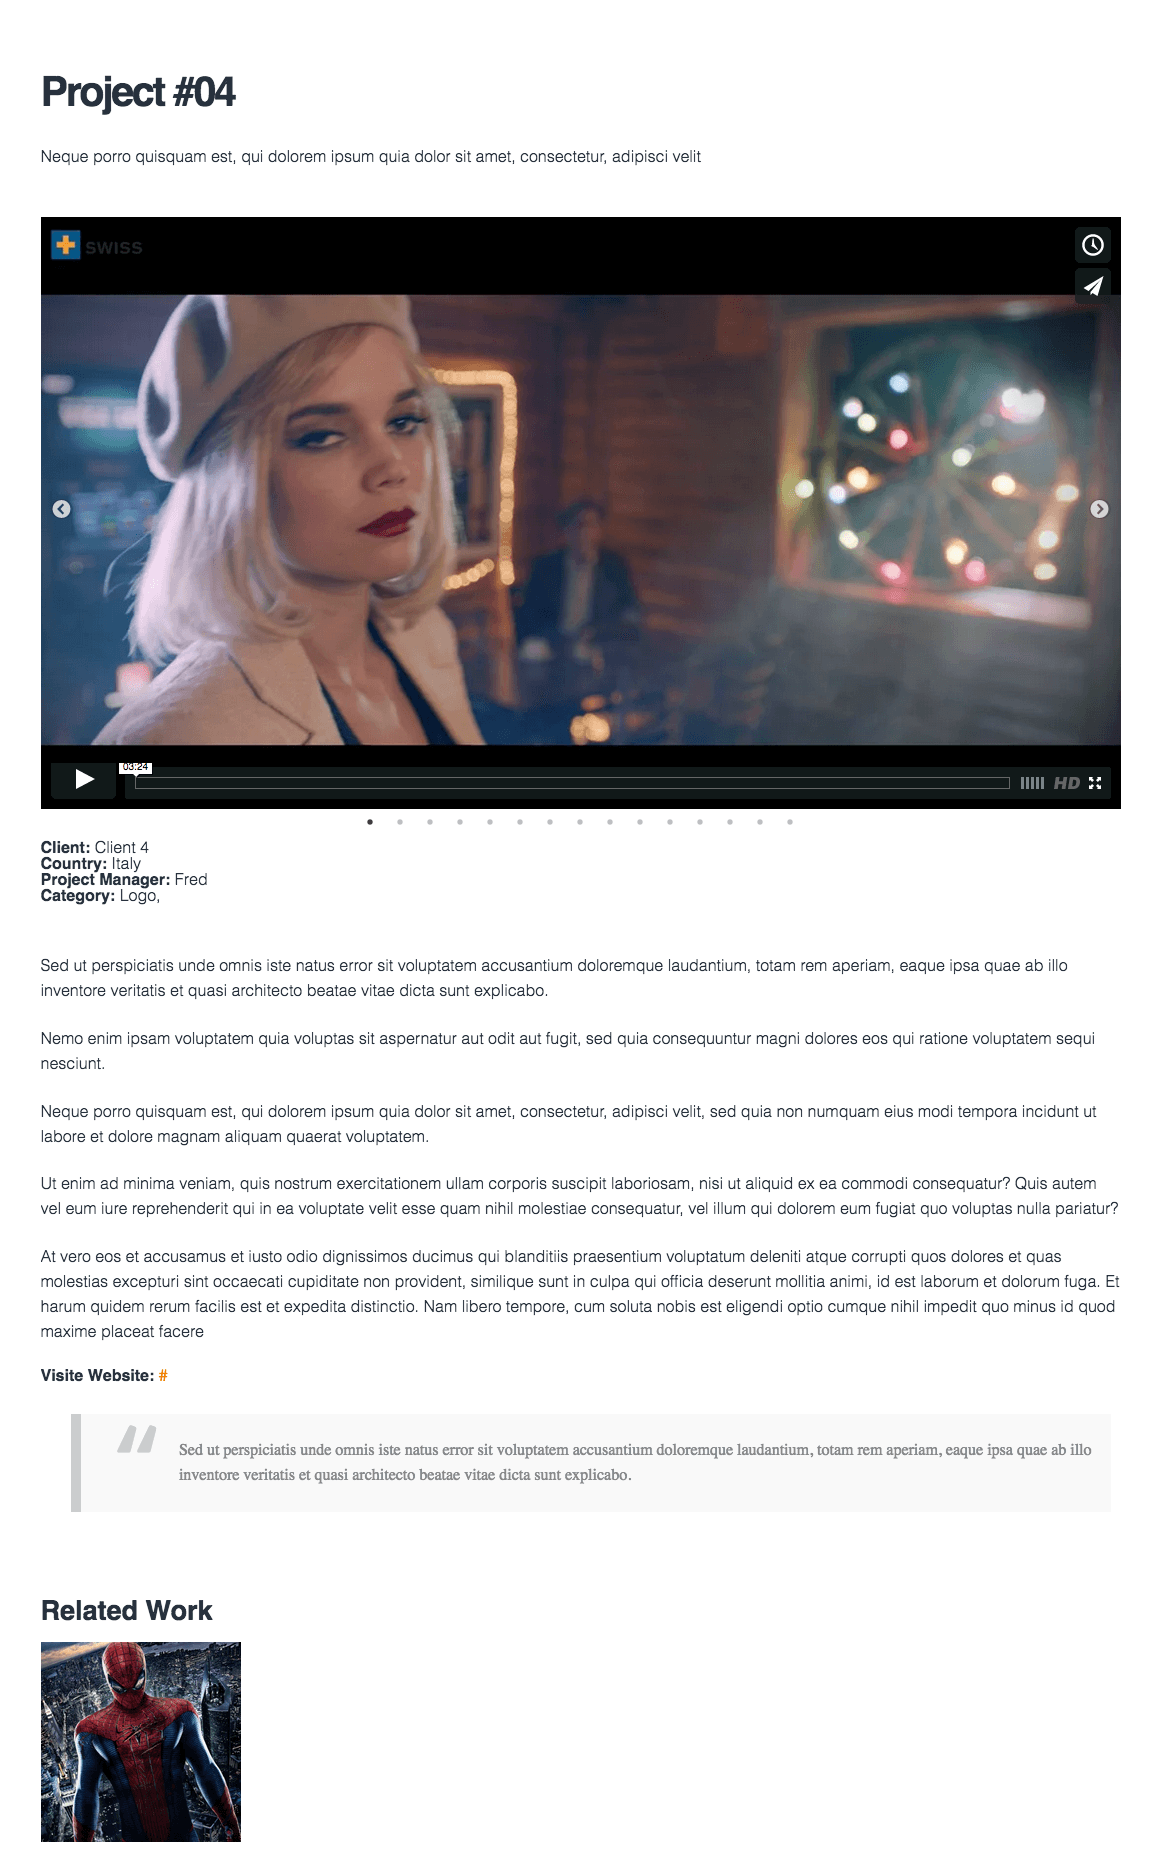 Project #04
Neque porro quisquam est, qui dolorem ipsum quia dolor sit amet, consectetur, adipisci velit
SWISS
03:24
HD
Client: Client 4
Country: Italy
Project Manager: Fred
Category: Logo,
Sed ut perspiciatis unde omnis iste natus error sit voluptatem accusantium doloremque laudantium, totam rem aperiam, eaque ipsa quae ab illo
inventore veritatis et quasi architecto beatae vitae dicta sunt explicabo.
Nemo enim ipsam voluptatem quia voluptas sit aspernatur aut odit aut fugit, sed quia consequuntur magni dolores eos qui ratione voluptatem sequi
nesciunt.
Neque porro quisquam est, qui dolorem ipsum quia dolor sit amet, consectetur, adipisci velit, sed quia non numquam eius modi tempora incidunt ut
labore et dolore magnam aliquam quaerat voluptatem.
Ut enim ad minima veniam, quis nostrum exercitationem ullam corporis suscipit laboriosam, nisi ut aliquid ex ea commodi consequatur? Quis autem
vel eum iure reprehenderit qui in ea voluptate velit esse quam nihil molestiae consequatur, vel illum qui dolorem eum fugiat quo voluptas nulla pariatur?
At vero eos et accusamus et iusto odio dignissimos ducimus qui blanditiis praesentium voluptatum deleniti atque corrupti quos dolores et quas
molestias excepturi sint occaecati cupiditate non provident, similique sunt in culpa qui officia deserunt mollitia animi, id est laborum et dolorum fuga. Et
harum quidem rerum facilis est et expedita distinctio. Nam libero tempore, cum soluta nobis est eligendi optio cumque nihil impedit quo minus id quod
maxime placeat facere
Visite Website: #
“ Sed ut perspiciatis unde omnis iste natus error sit voluptatem accusantium doloremque laudantium, totam rem aperiam, eaque ipsa quae ab illo
inventore veritatis et quasi architecto beatae vitae dicta sunt explicabo.
Related Work